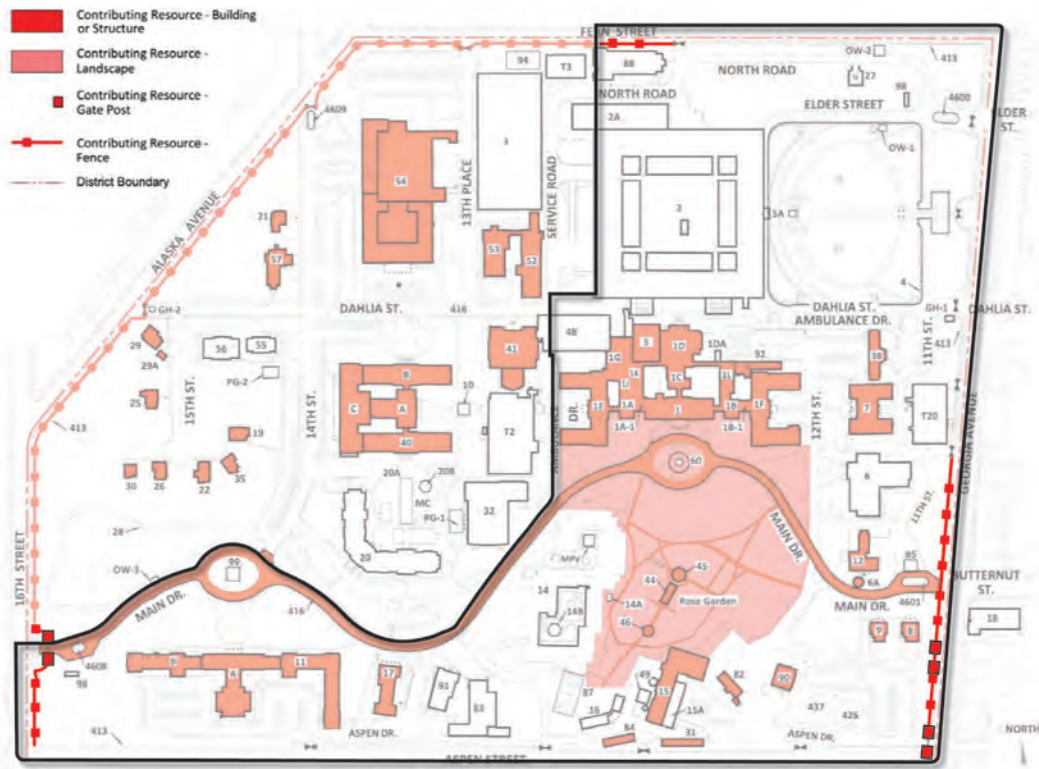 Contributing Resource - Building
or Structure
Contributing Resource -
Landscape
Contributing Resource -
Gate Post
Contributing Resource -
Fence
District Boundary
FERN STREET
94
T3
88
OW-2
413
NORTH ROAD
27
NORTH ROAD
98
ELDER STREET
4600
ELDER
ST.
4609
2A
OW-1
54
1
13TH PLACE
SERVICE ROAD
2
3A
ALASKA AVENUE
21
53
52
57
4
GH-2
DAHLIA ST.
416
DAHLIA ST.
GH-1
DAHLIA ST.
AMBULANCE DR.
11TH ST.
413
29
29A
56
55
41
4B
5
1D
1DA
92
38
1G
1K
PG-2
B
10
1J
1C
1L
25
15TH ST.
14TH ST.
C
A
DR.
1E
1A
1
1B
1F
12TH ST.
7
T20
GEORGIA AVENUE
413
19
40
T2
1A-1
1B-1
35
30
26
22
20A
20B
60
6
MC
11TH ST.
28
PG-1
32
MAIN DR.
20
MPV
16TH STREET
OW-3
99
12
85
BUTTERNUT
ST.
45
44
14
6A
MAIN DR.
416
14A
Rose Garden
MAIN DR.
4601
14B
46
18
9
8
460R
B
A
11
17
91
49
82
90
98
33
87
15
16
15A
437
426
413
ASPEN DR.
84
31
ASPEN DR.
NORTH
ASPEN STREET